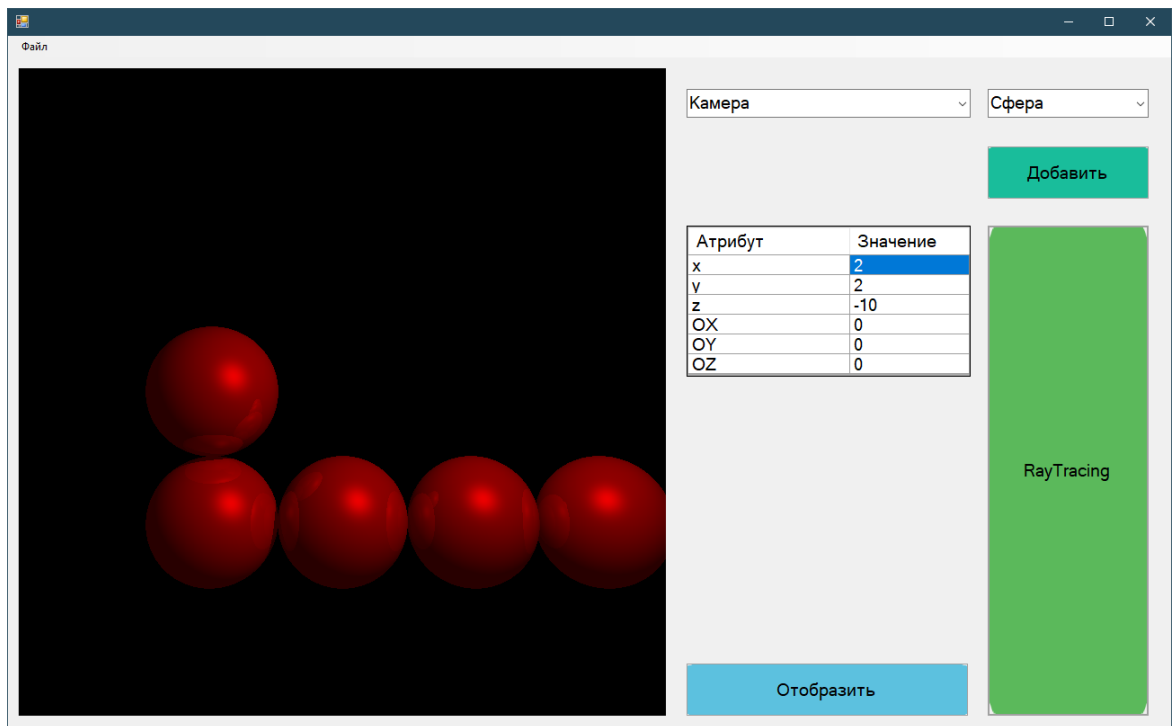 Файл
Камера
Сфера
Добавить
Атрибут Значение
x 2
y 2
z -10
OX 0
OY 0
OZ 0
RayTracing
Отобразить